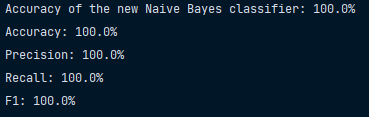 Accuracy of the new Naive Bayes classifier: 100.0%
Accuracy: 100.0%
Precision: 100.0%
Recall: 100.0%
F1: 100.0%